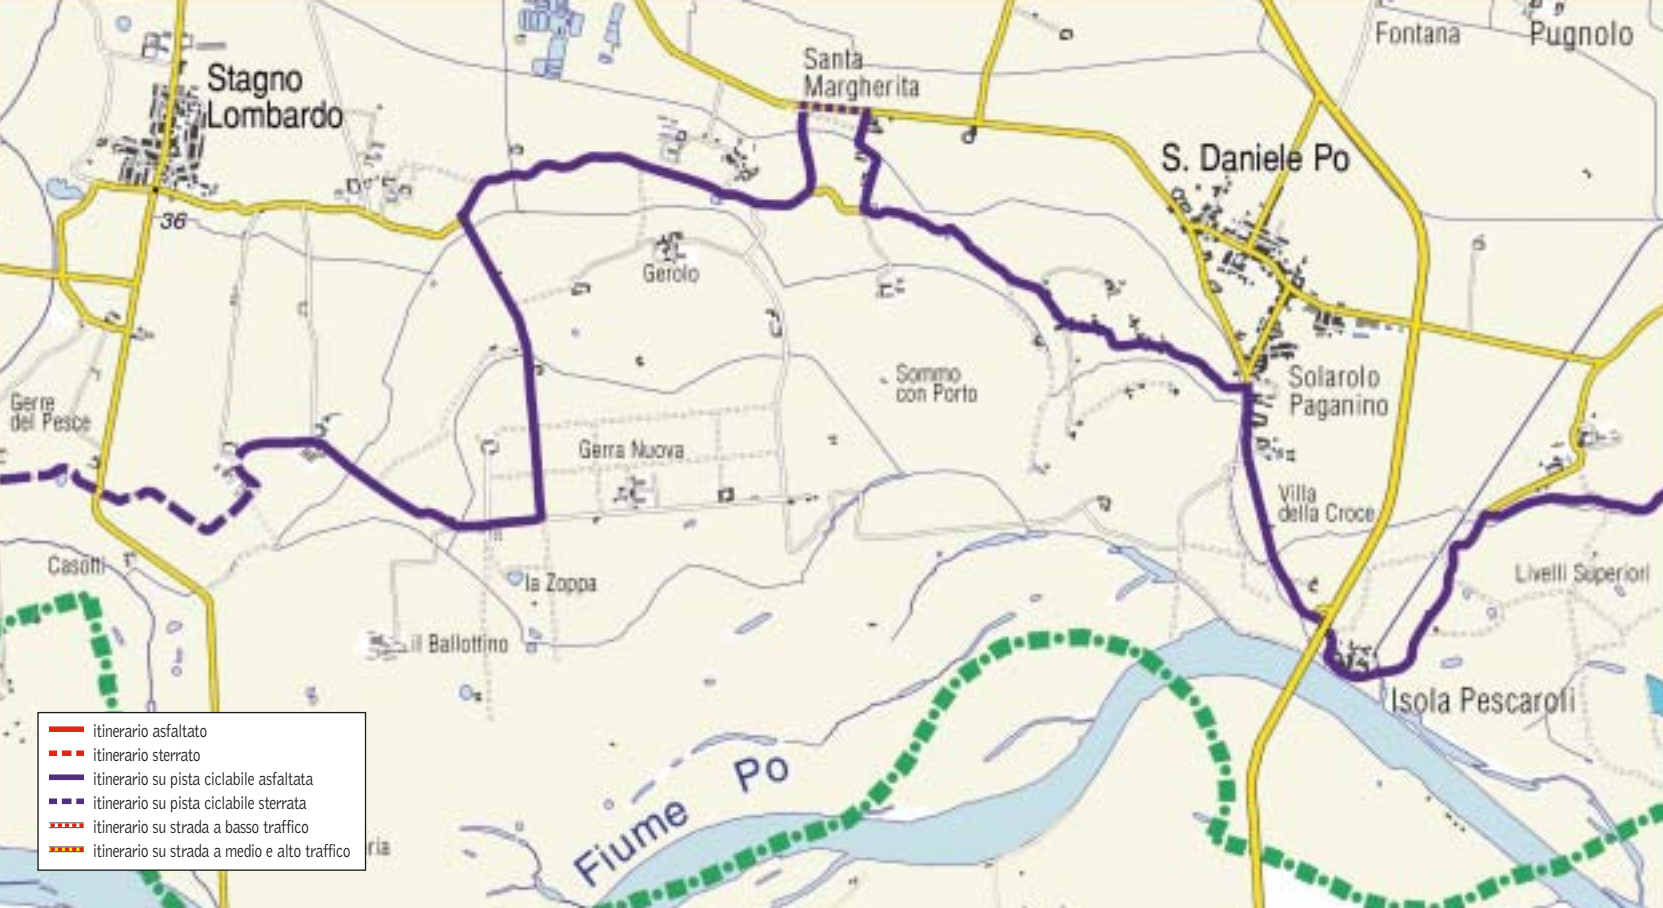 Fontana
Pugnolo
Santa
Margherita
Stagno
Lombardo
S. Daniele Po
36
Gerolo
Sommo
con Porto
Solarolo
Paganino
Gerre
del Pesce
Gerra Nuova
Villa
della Croce
Casotti
la Zoppa
Livelli Superiori
il Ballottino
Isola Pescaroli
Fiume Po
itinerario asfaltato
itinerario sterrato
itinerario su pista ciclabile asfaltata
itinerario su pista ciclabile sterrata
itinerario su strada a basso traffico
itinerario su strada a medio e alto traffico
ria